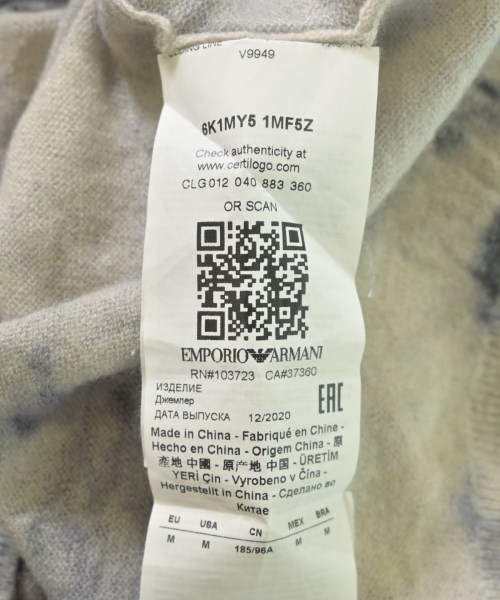 V9949
6K1MY5 1MF5Z
Check authenticity at
www.certilogo.com
CLG 012 040 883 360
OR SCAN
EMPORIO ARMANI
RN#103723 CA#37360
ИЗДЕЛИЕ
Джемпер
ДАТА ВЫПУСКА 12/2020
EAC
Made in China - Fabriqué en Chine -
Hecho en China - Origem China - 原
產地 中國 - 原产地 中国 - ÜRETİM
YERİ Çin - Vyrobeno v Čína -
Hergestellt in China - Сделано во
Китае
EU USA CN MEX BRA
M M 185/96A M M